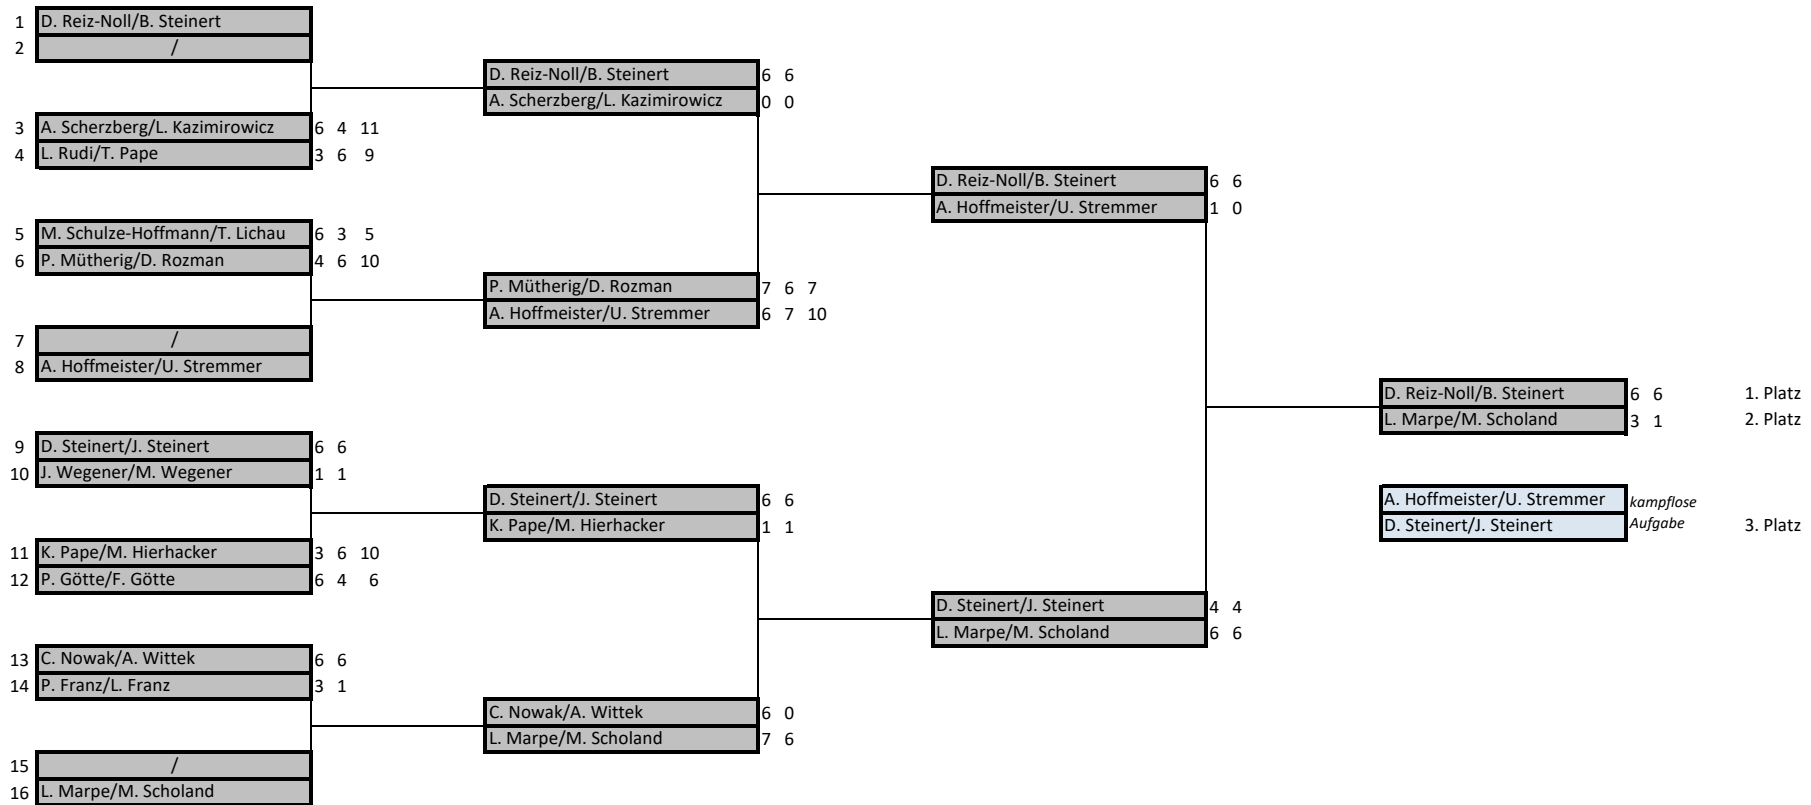 1 D. Reiz-Noll/B. Steinert
2 /
D. Reiz-Noll/B. Steinert 6 6
A. Scherzberg/L. Kazimirowicz 0 0
3 A. Scherzberg/L. Kazimirowicz 6 4 11
4 L. Rudi/T. Pape 3 6 9
D. Reiz-Noll/B. Steinert 6 6
A. Hoffmeister/U. Stremmer 1 0
5 M. Schulze-Hoffmann/T. Lichau 6 3 5
6 P. Mütherig/D. Rozman 4 6 10
P. Mütherig/D. Rozman 7 6 7
A. Hoffmeister/U. Stremmer 6 7 10
7 /
8 A. Hoffmeister/U. Stremmer
D. Reiz-Noll/B. Steinert 6 6 1. Platz
L. Marpe/M. Scholand 3 1 2. Platz
9 D. Steinert/J. Steinert 6 6
10 J. Wegener/M. Wegener 1 1
D. Steinert/J. Steinert 6 6
K. Pape/M. Hierhacker 1 1
A. Hoffmeister/U. Stremmer kampflose
D. Steinert/J. Steinert Aufgabe 3. Platz
11 K. Pape/M. Hierhacker 3 6 10
12 P. Götte/F. Götte 6 4 6
D. Steinert/J. Steinert 4 4
L. Marpe/M. Scholand 6 6
13 C. Nowak/A. Wittek 6 6
14 P. Franz/L. Franz 3 1
C. Nowak/A. Wittek 6 0
L. Marpe/M. Scholand 7 6
15 /
16 L. Marpe/M. Scholand